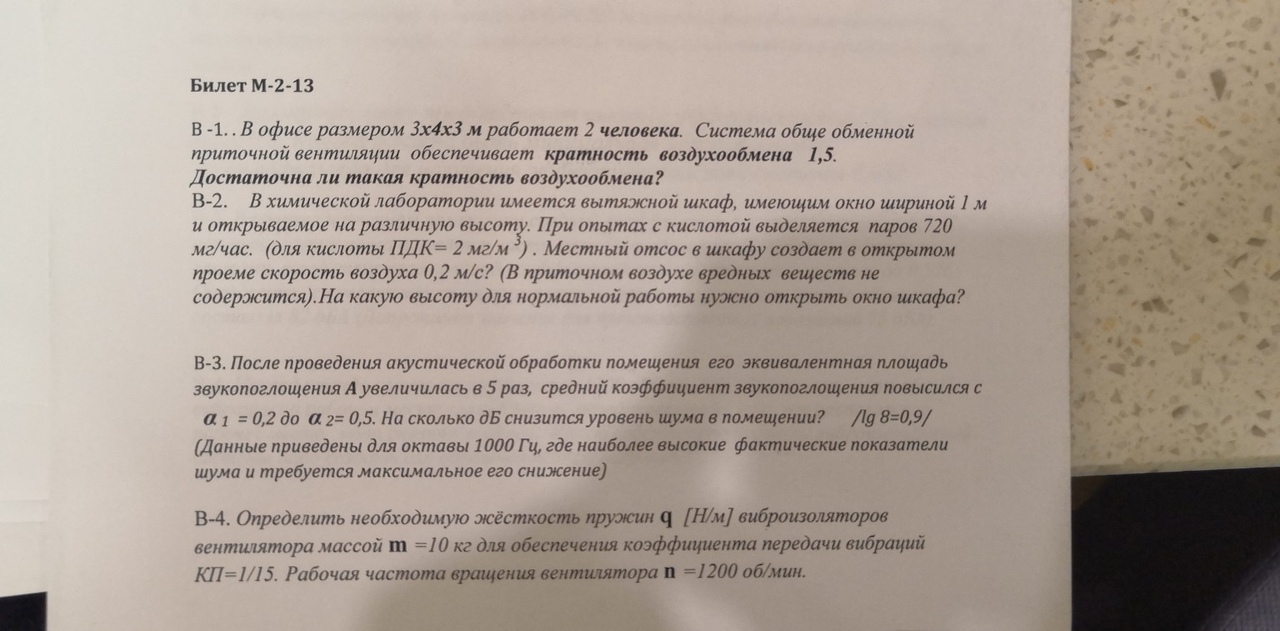 Билет М-2-13
В -1. . В офисе размером 3х4х3 м работает 2 человека. Система обще обменной
приточной вентиляции обеспечивает кратность воздухообмена 1,5.
Достаточна ли такая кратность воздухообмена?
В-2. В химической лаборатории имеется вытяжной шкаф, имеющим окно шириной 1 м
и открываемое на различную высоту. При опытах с кислотой выделяется паров 720
мг/час. (для кислоты ПДК= 2 мг/м ³) . Местный отсос в шкафу создает в открытом
проеме скорость воздуха 0,2 м/с? (В приточном воздухе вредных веществ не
содержится).На какую высоту для нормальной работы нужно открыть окно шкафа?
В-3. После проведения акустической обработки помещения его эквивалентная площадь
звукопоглощения А увеличилась в 5 раз, средний коэффициент звукопоглощения повысился с
α 1 = 0,2 до α 2= 0,5. На сколько дБ снизится уровень шума в помещении? /lg 8=0,9/
(Данные приведены для октавы 1000 Гц, где наиболее высокие фактические показатели
шума и требуется максимальное его снижение)
В-4. Определить необходимую жёсткость пружин q [Н/м] виброизоляторов
вентилятора массой m =10 кг для обеспечения коэффициента передачи вибраций
КП=1/15. Рабочая частота вращения вентилятора n =1200 об/мин.